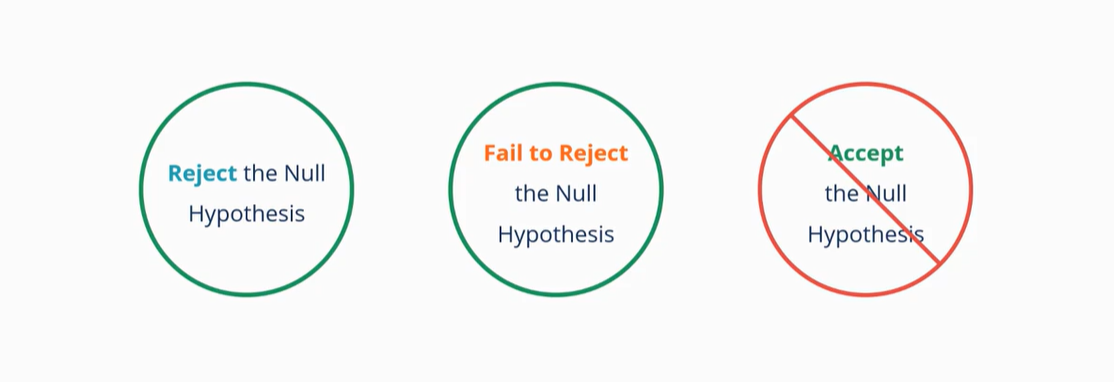 Reject the Null
Hypothesis
Fail to Reject
the Null
Hypothesis
Accept
the Null
Hypothesis